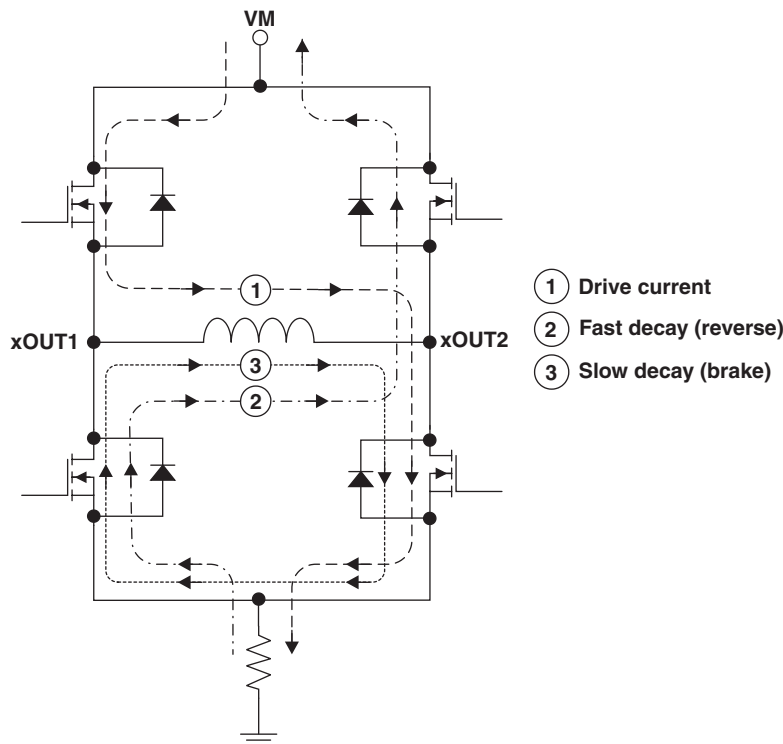 VM
1
xOUT1
xOUT2
3
2
1 Drive current
2 Fast decay (reverse)
3 Slow decay (brake)